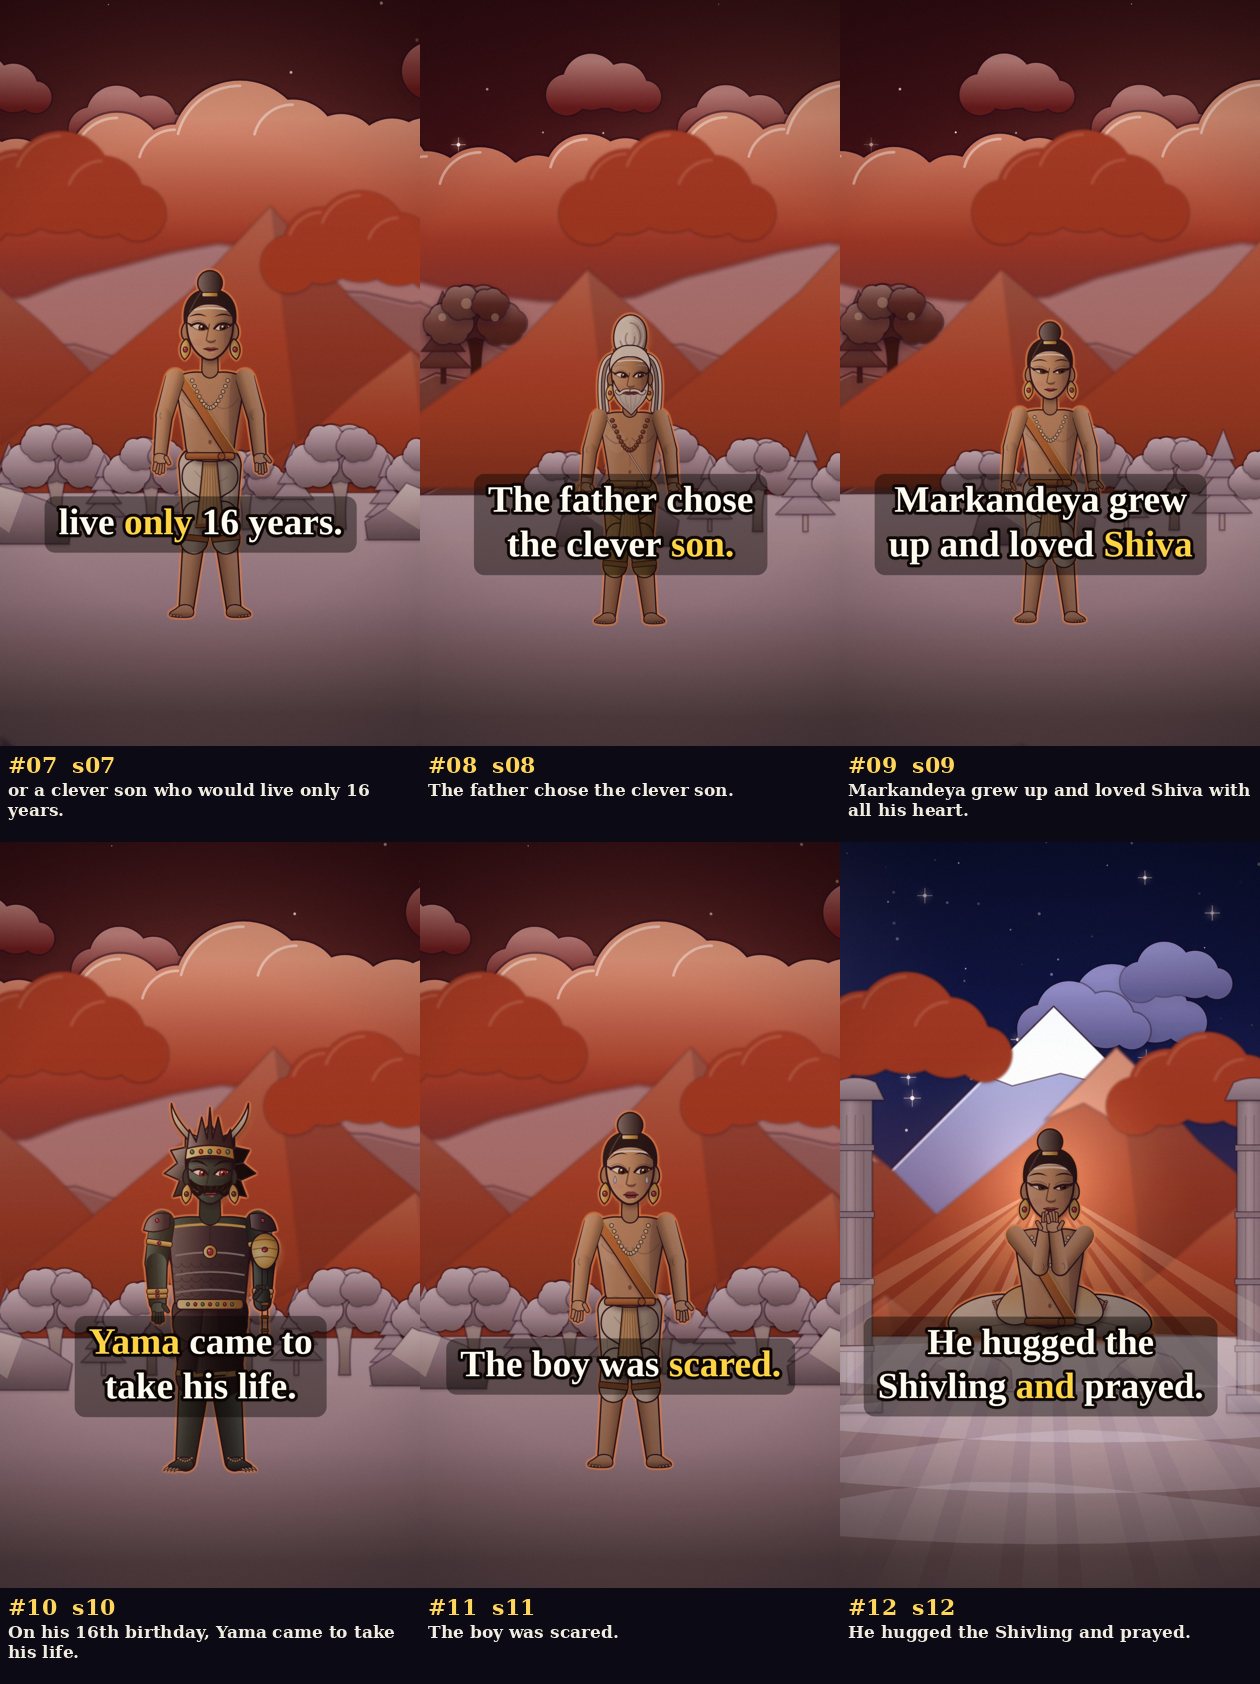 live only 16 years.
#07 s07
or a clever son who would live only 16
years.
The father chose
the clever son.
#08 s08
The father chose the clever son.
Markandeya grew
up and loved Shiva
#09 s09
Markandeya grew up and loved Shiva with
all his heart.
Yama came to
take his life.
#10 s10
On his 16th birthday, Yama came to take
his life.
The boy was scared.
#11 s11
The boy was scared.
He hugged the
Shivling and prayed.
#12 s12
He hugged the Shivling and prayed.